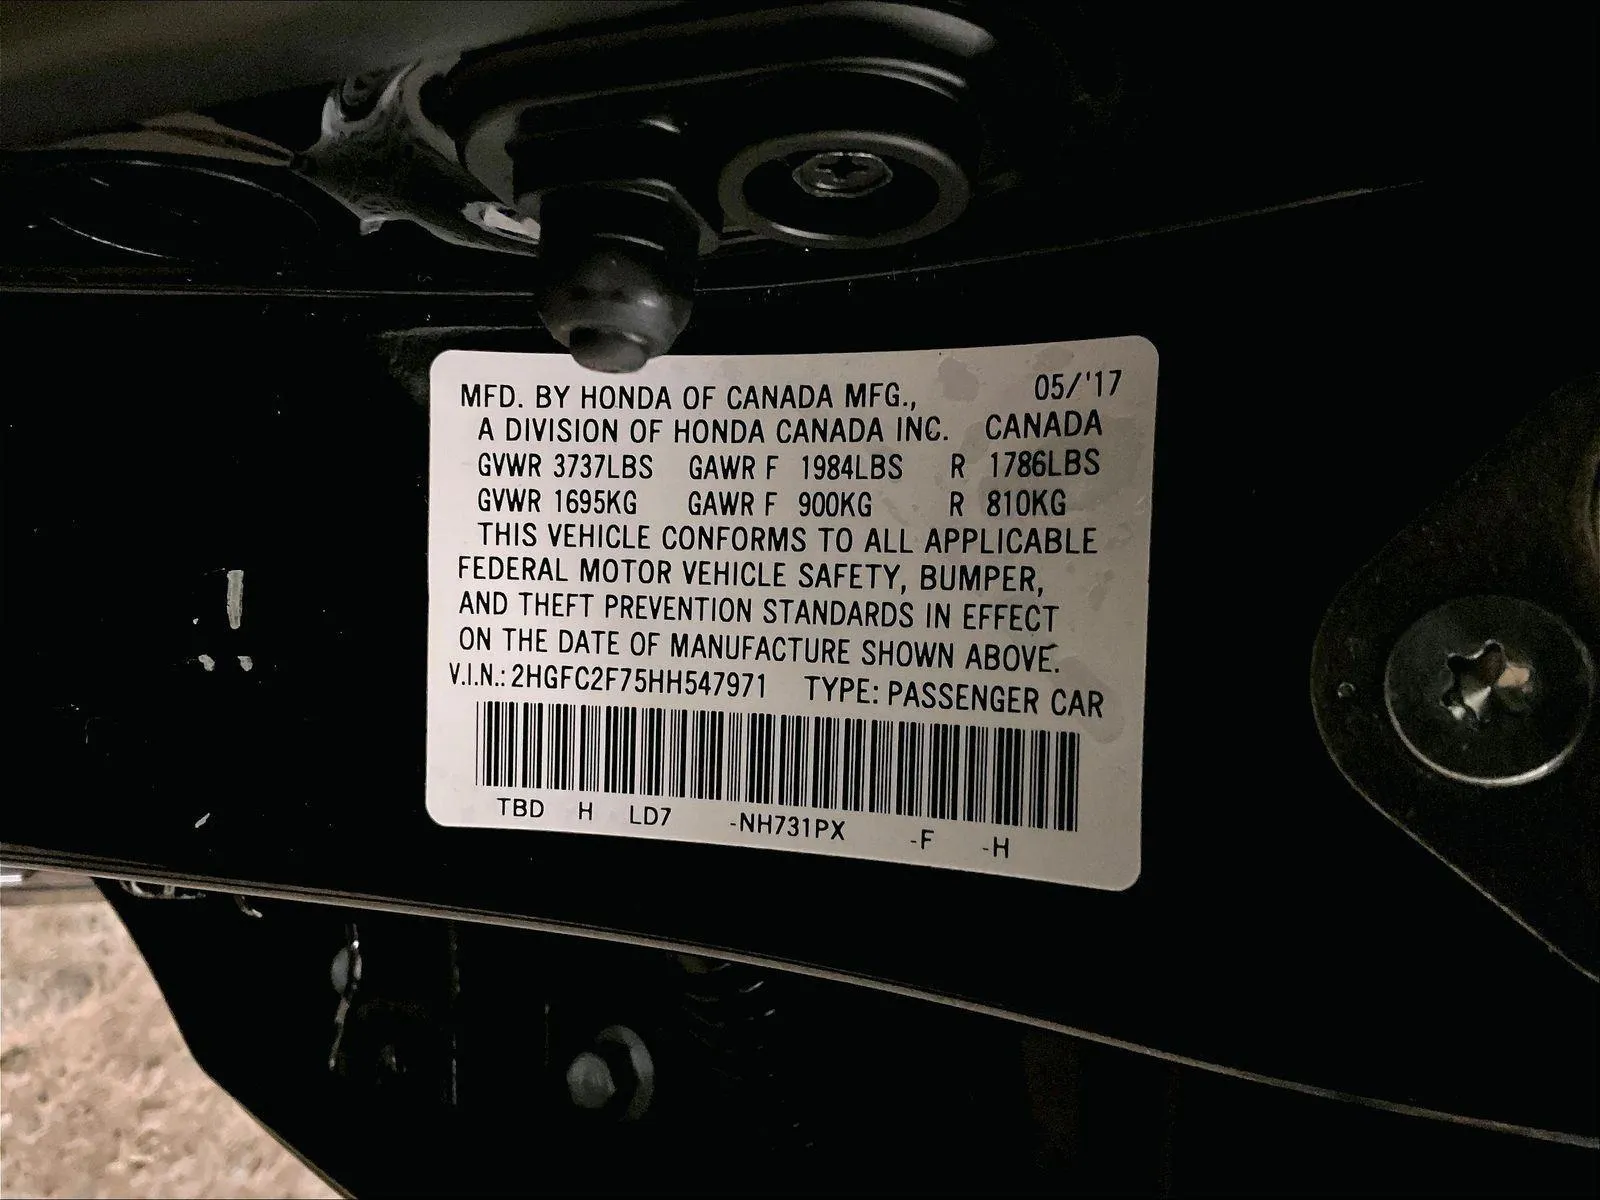 MFD. BY HONDA OF CANADA MFG., 05/'17
A DIVISION OF HONDA CANADA INC. CANADA
GVWR 3737LBS GAWR F 1984LBS R 1786LBS
GVWR 1695KG GAWR F 900KG R 810KG
THIS VEHICLE CONFORMS TO ALL APPLICABLE
FEDERAL MOTOR VEHICLE SAFETY, BUMPER,
AND THEFT PREVENTION STANDARDS IN EFFECT
ON THE DATE OF MANUFACTURE SHOWN ABOVE.
V.I.N.: 2HGFC2F75HH547971 TYPE: PASSENGER CAR
TBD H LD7 -NH731PX -F -H